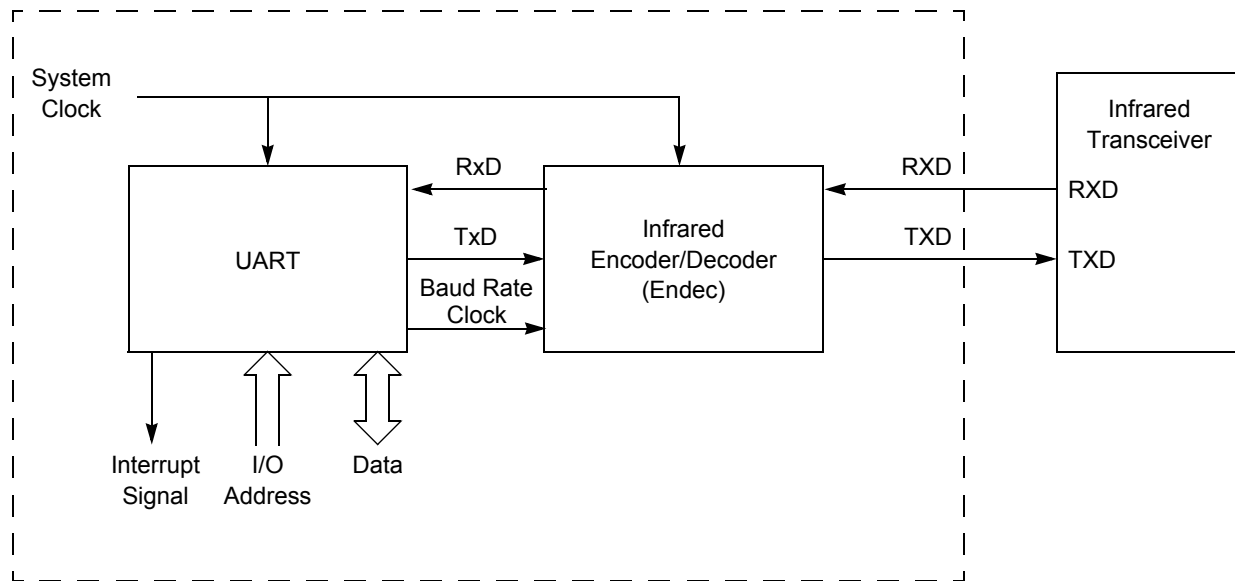 System
Clock
Infrared
Transceiver
RxD
RXD
RXD
UART
TxD
Infrared
Encoder/Decoder
(Endec)
TXD
TXD
Baud Rate
Clock
Interrupt
Signal
I/O
Address
Data